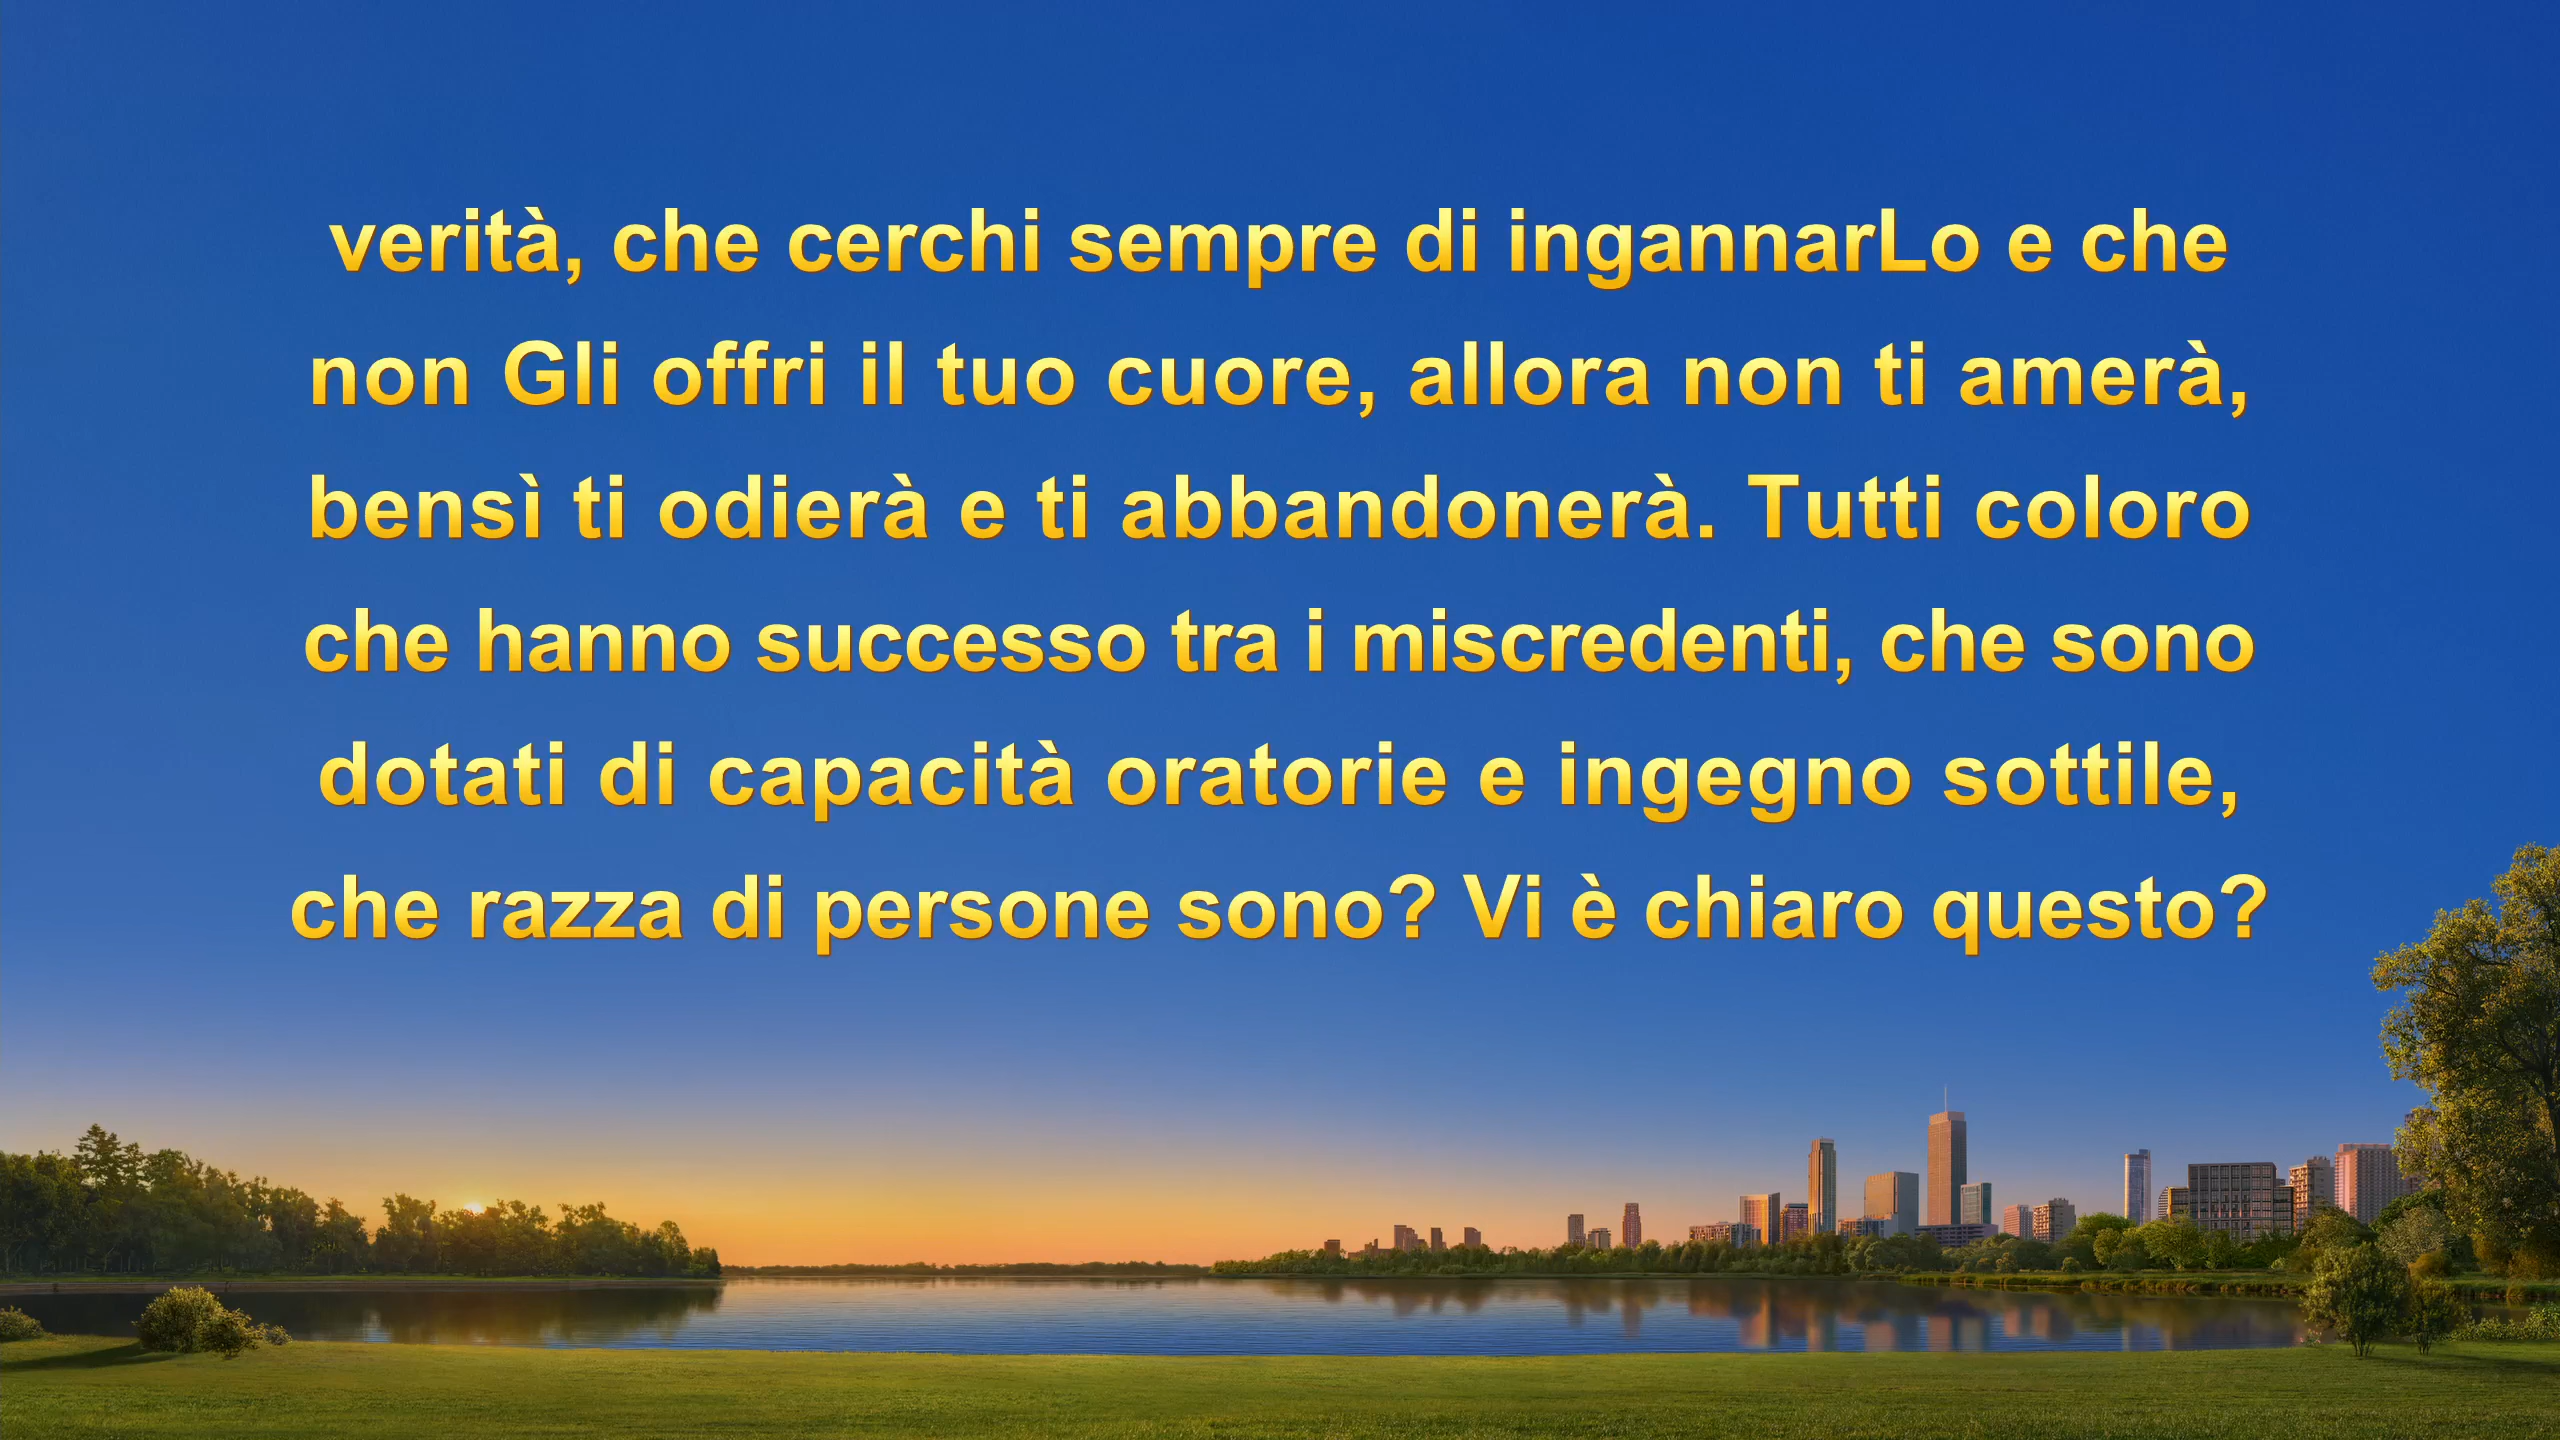 verità, che cerchi sempre di ingannarLo e che
non Gli offri il tuo cuore, allora non ti amerà,
bensì ti odierà e ti abbandonerà. Tutti coloro
che hanno successo tra i miscredenti, che sono
dotati di capacità oratorie e ingegno sottile,
che razza di persone sono? Vi è chiaro questo?